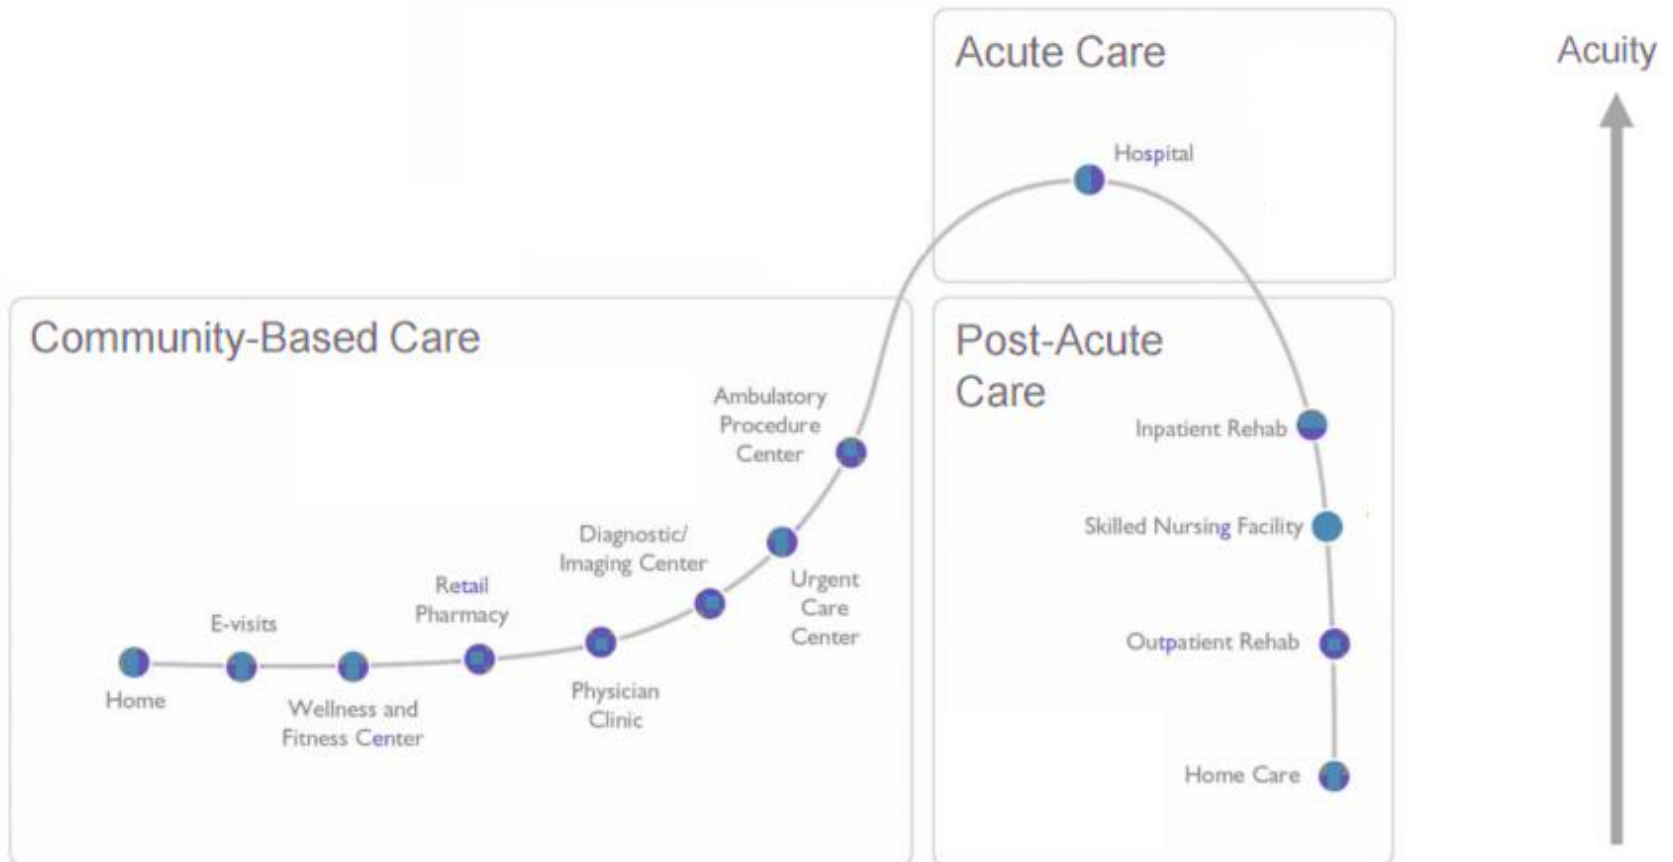 Acute Care
Acuity
Hospital
Community-Based Care
Post-Acute
Care
Ambulatory
Procedure
Center
Inpatient Rehab
Diagnostic/
Imaging Center
Skilled Nursing Facility
Urgent
Care
Center
Retail
Pharmacy
E-visits
Outpatient Rehab
Home
Wellness and
Fitness Center
Physician
Clinic
Home Care